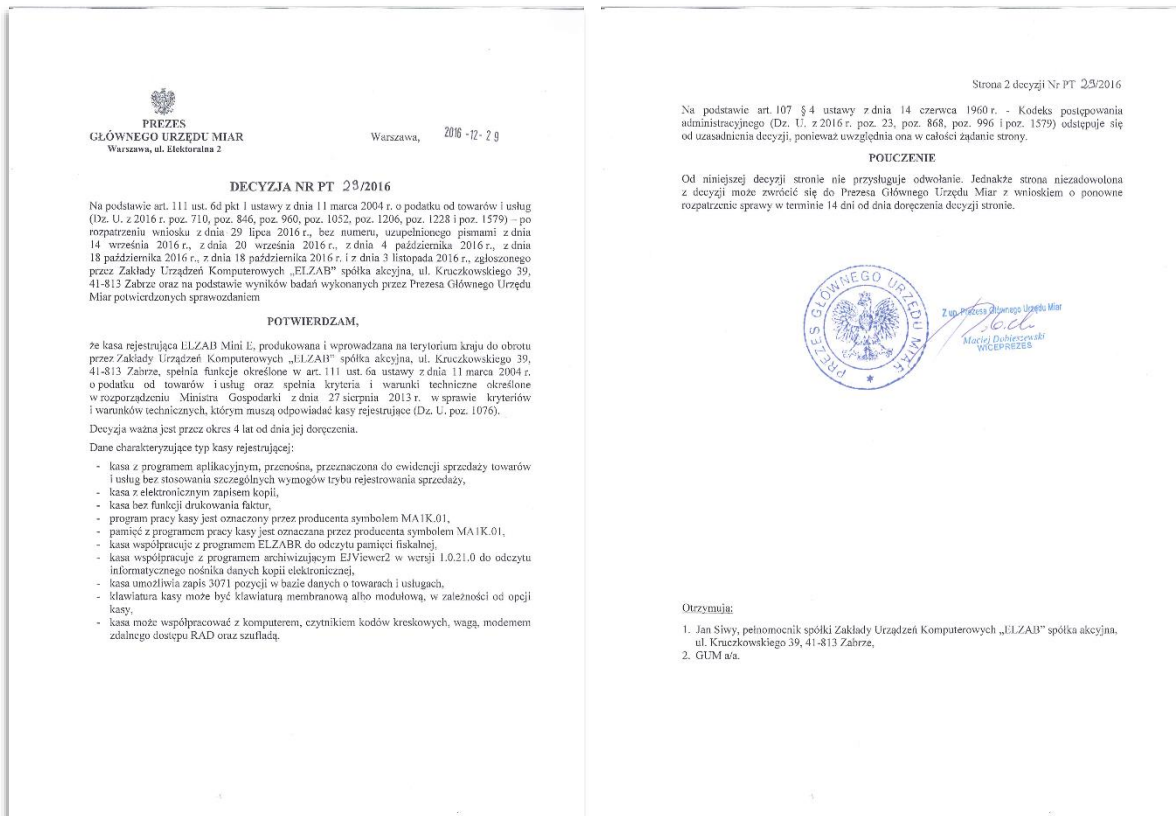 PREZES
GŁÓWNEGO URZĘDU MIAR
Warszawa, ul. Elektoralna 2
Warszawa, 2016 -12- 29
DECYZJA NR PT 29/2016
Na podstawie art. 111 ust. 6d pkt 1 ustawy z dnia 11 marca 2004 r. o podatku od towarów i usług
(Dz. U. z 2016 r. poz. 710, poz. 846, poz. 960, poz. 1052, poz. 1206, poz. 1228 i poz. 1579) – po
rozpatrzeniu wniosku z dnia 29 lipca 2016 r., bez numeru, uzupełnionego pismami z dnia
14 września 2016 r., z dnia 20 września 2016 r., z dnia 4 października 2016 r., z dnia
18 października 2016 r., z dnia 18 października 2016 r. i z dnia 3 listopada 2016 r., zgłoszonego
przez Zakłady Urządzeń Komputerowych „ELZAB" spółka akcyjna, ul. Kruczkowskiego 39,
41-813 Zabrze oraz na podstawie wyników badań wykonanych przez Prezesa Głównego Urzędu
Miar potwierdzonych sprawozdaniem
POTWIERDZAM,
że kasa rejestrująca ELZAB Mini E, produkowana i wprowadzana na terytorium kraju do obrotu
przez Zakłady Urządzeń Komputerowych „ELZAB" spółka akcyjna, ul. Kruczkowskiego 39,
41-813 Zabrze, spełnia funkcje określone w art. 111 ust. 6a ustawy z dnia 11 marca 2004 r.
o podatku od towarów i usług oraz spełnia kryteria i warunki techniczne określone
w rozporządzeniu Ministra Gospodarki z dnia 27 sierpnia 2013 r. w sprawie kryteriów
i warunków technicznych, którym muszą odpowiadać kasy rejestrujące (Dz. U. poz. 1076).
Decyzja ważna jest przez okres 4 lat od dnia jej doręczenia.
Dane charakteryzujące typ kasy rejestrującej:
- kasa z programem aplikacyjnym, przenośna, przeznaczona do ewidencji sprzedaży towarów
i usług bez stosowania szczególnych wymogów trybu rejestrowania sprzedaży,
- kasa z elektronicznym zapisem kopii,
- kasa bez funkcji drukowania faktur,
- program pracy kasy jest oznaczony przez producenta symbolem MA1K.01,
- pamięć z programem pracy kasy jest oznaczana przez producenta symbolem MA1K.01,
- kasa współpracuje z programem ELZABR do odczytu pamięci fiskalnej,
- kasa współpracuje z programem archiwizującym EJViewer2 w wersji 1.0.21.0 do odczytu
informatycznego nośnika danych kopii elektronicznej,
- kasa umożliwia zapis 3071 pozycji w bazie danych o towarach i usługach,
- klawiatura kasy może być klawiaturą membranową albo modułową, w zależności od opcji
kasy,
- kasa może współpracować z komputerem, czytnikiem kodów kreskowych, wagą, modemem
zdalnego dostępu RAD oraz szufladą.
Strona 2 decyzji Nr PT 29/2016
Na podstawie art. 107 § 4 ustawy z dnia 14 czerwca 1960 r. - Kodeks postępowania
administracyjnego (Dz. U. z 2016 r. poz. 23, poz. 868, poz. 996 i poz. 1579) odstępuje się
od uzasadnienia decyzji, ponieważ uwzględnia ona w całości żądanie strony.
POUCZENIE
Od niniejszej decyzji stronie nie przysługuje odwołanie. Jednakże strona niezadowolona
z decyzji może zwrócić się do Prezesa Głównego Urzędu Miar z wnioskiem o ponowne
rozpatrzenie sprawy w terminie 14 dni od dnia doręczenia decyzji stronie.
PREZES GŁÓWNEGO URZĘDU MIAR
Z up. Prezesa Głównego Urzędu Miar
Maciej Dobieszewski
WICEPREZES
Otrzymują:
1. Jan Siwy, pełnomocnik spółki Zakłady Urządzeń Komputerowych „ELZAB" spółka akcyjna,
ul. Kruczkowskiego 39, 41-813 Zabrze,
2. GUM a/a.